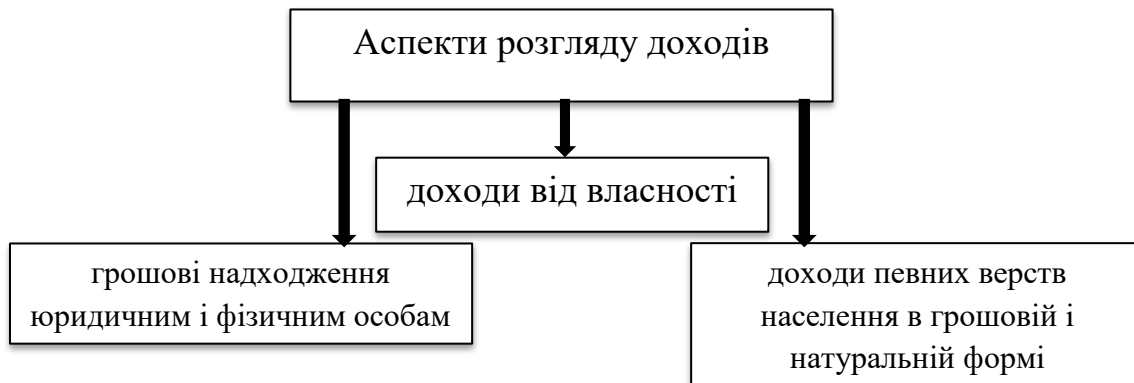 Аспекти розгляду доходів
доходи від власності
грошові надходження
юридичним і фізичним особам
доходи певних верств
населення в грошовій і
натуральній формі